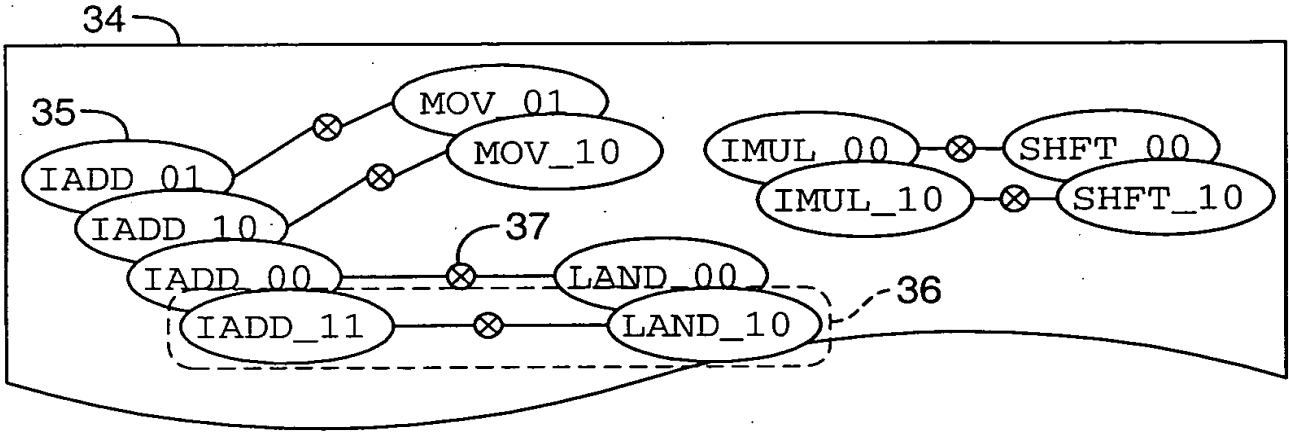 34
35
MOV_01
MOV_10
IMUL_00
SHFT_00
IADD_01
IMUL_10
SHFT_10
IADD_10
37
IADD_00
LAND_00
36
IADD_11
LAND_10